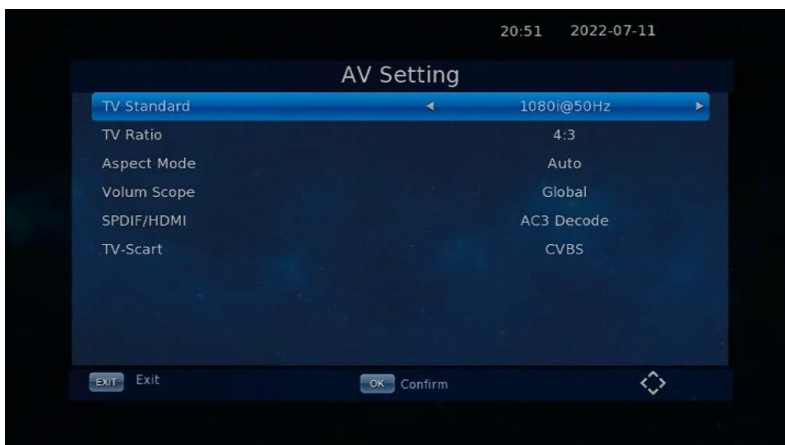 20:51 2022-07-11
AV Setting
TV Standard 1080i@50Hz
TV Ratio 4:3
Aspect Mode Auto
Volum Scope Global
SPDIF/HDMI AC3 Decode
TV-Scart CVBS
EXIT Exit OK Confirm